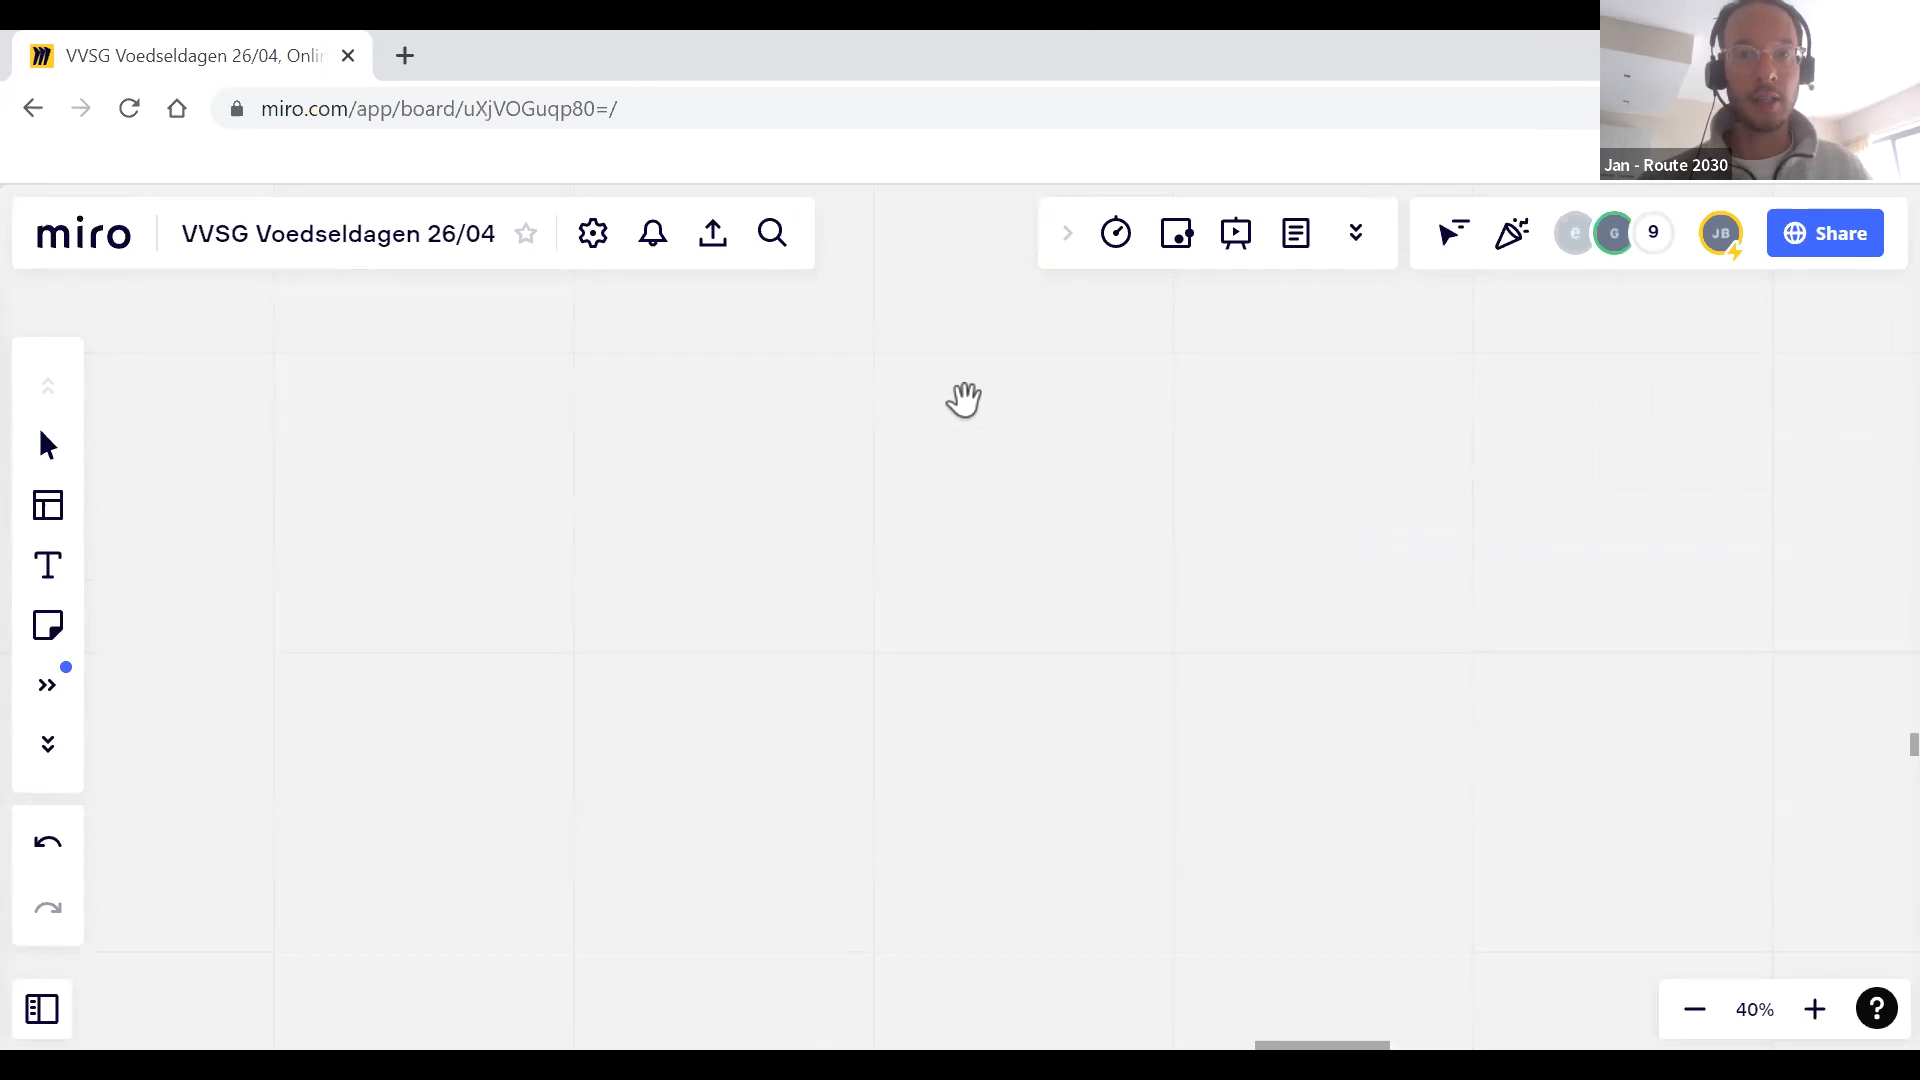 VVSG Voedseldagen 26/04, Onlin
miro.com/app/board/uXjVOGuqp80=/
Jan - Route 2030
miro
VVSG Voedseldagen 26/04
e
G
9
JB
Share
T
40%
?